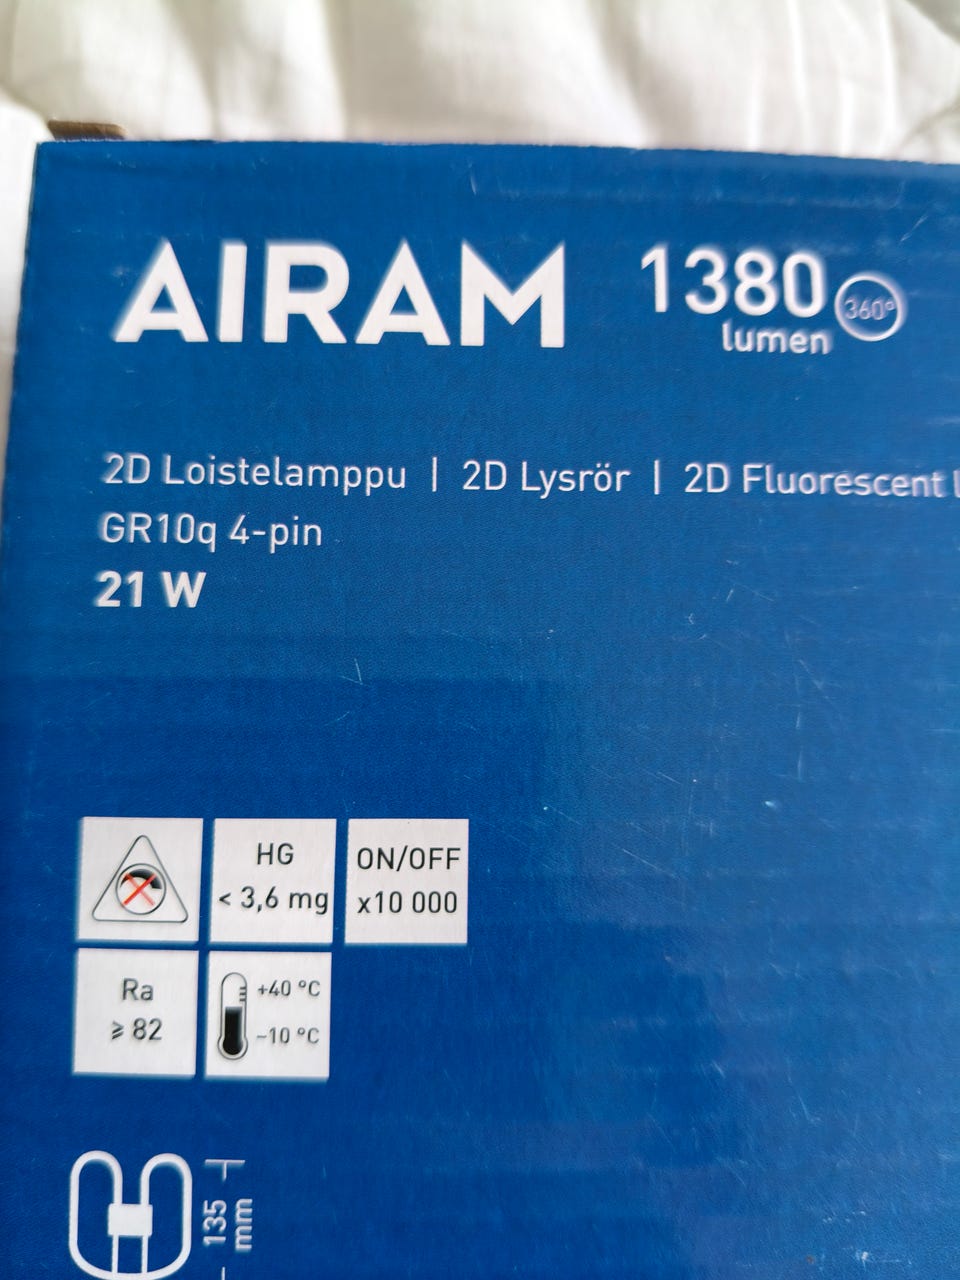 AIRAM
1380
lumen
360°
2D Loistelamppu | 2D Lysrör | 2D Fluorescent
GR10q 4-pin
21 W
HG
< 3,6 mg
ON/OFF
x10 000
Ra
≥ 82
+40 °C
-10 °C
135
mm